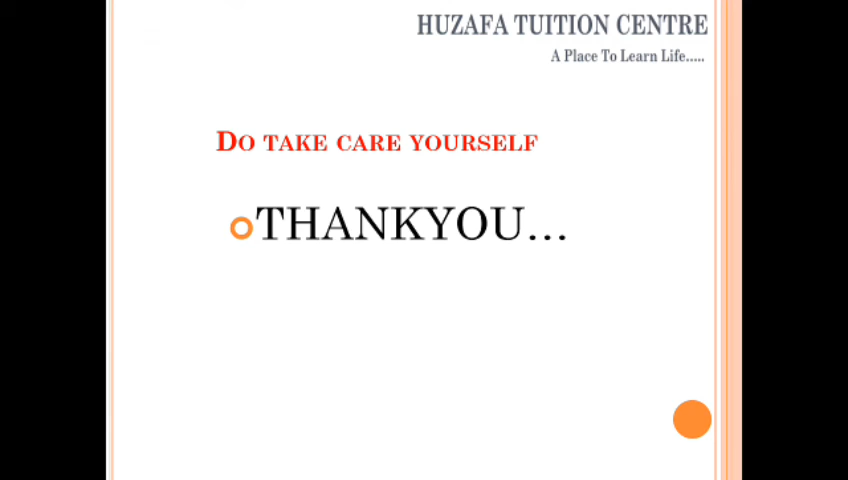 HUZAFA TUITION CENTRE
A Place To Learn Life.....
DO TAKE CARE YOURSELF
THANKYOU...